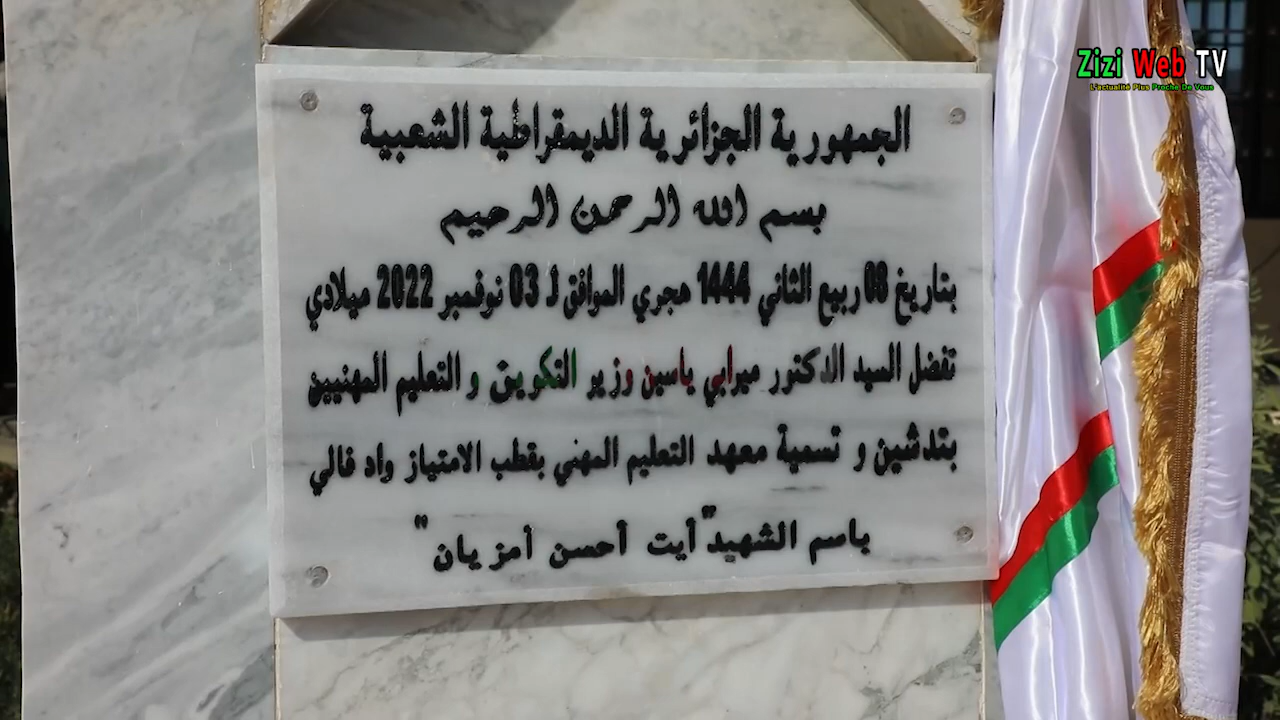 Zizi Web TV
L'actualité Plus Proche De Vous
الجمهورية الجزائرية الديمقراطية الشعبية
بسم الله الرحمن الرحيم
بتاريخ 08 ربيع الثاني 1444 هجري الموافق لـ 03 نوفمبر 2022 ميلادي
تفضل السيد الدكتور ميرابي ياسين وزير التكوين و التعليم المهنيين
بتدشين و تسمية معهد التعليم المهني بقطب الامتياز واد فالي
باسم الشهيد "أيت أحسن أمزيان"